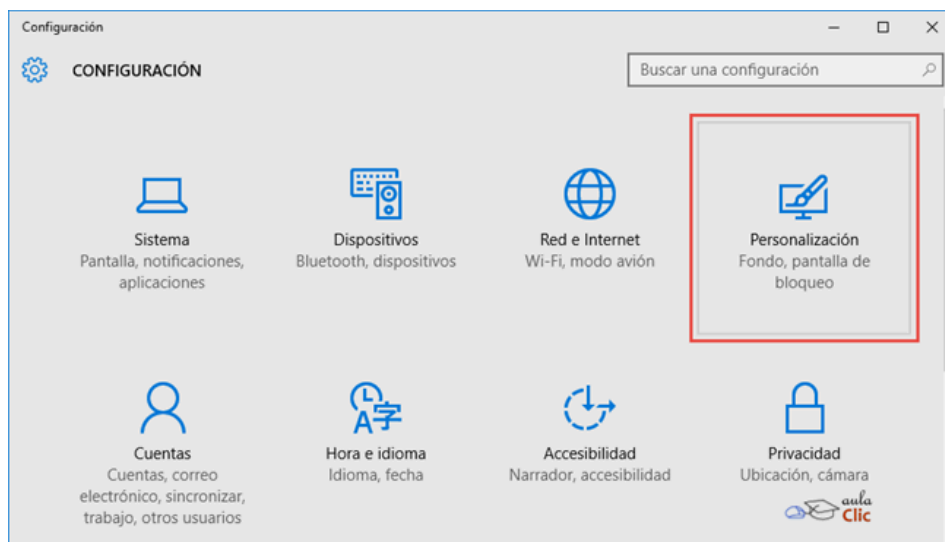 Configuración
CONFIGURACIÓN
Buscar una configuración
Sistema
Pantalla, notificaciones,
aplicaciones
Dispositivos
Bluetooth, dispositivos
Red e Internet
Wi-Fi, modo avión
Personalización
Fondo, pantalla de
bloqueo
Cuentas
Cuentas, correo
electrónico, sincronizar,
trabajo, otros usuarios
Hora e idioma
Idioma, fecha
Accesibilidad
Narrador, accesibilidad
Privacidad
Ubicación, cámara
aula
Clic